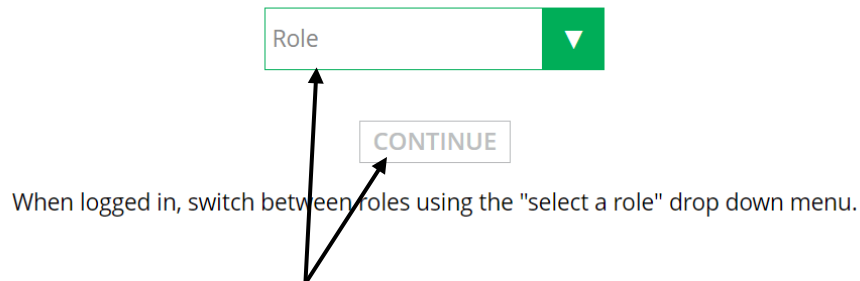 Role
CONTINUE
When logged in, switch between roles using the "select a role" drop down menu.